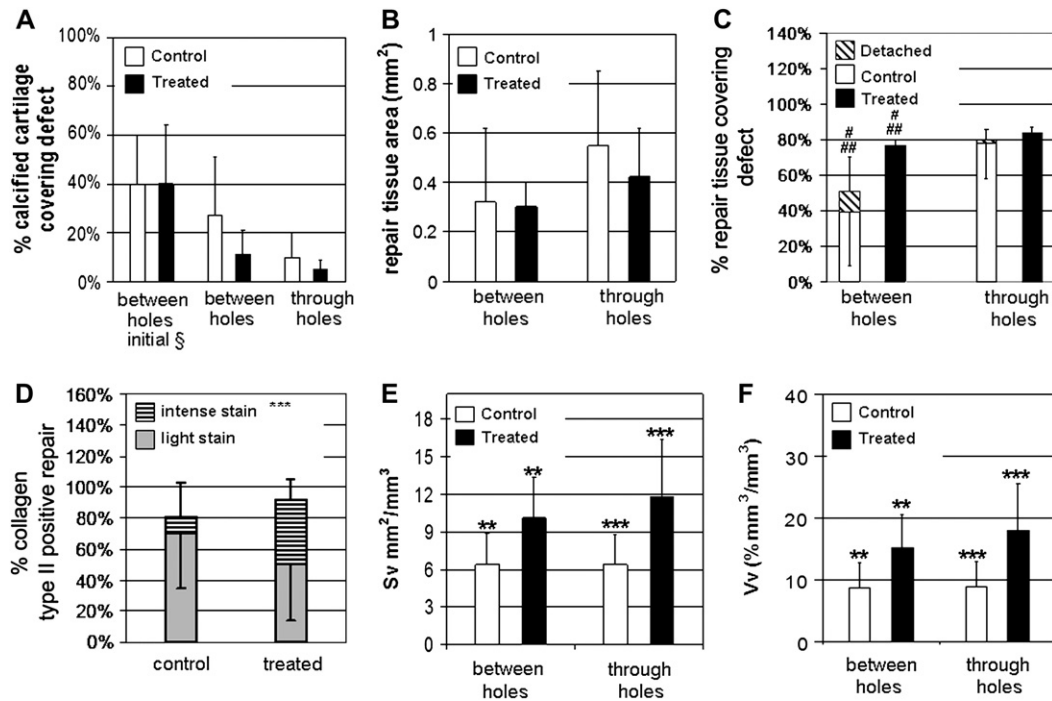 A
% calcified cartilage
covering defect
100%
80%
60%
40%
20%
0%
Control
Treated
between
holes
initial §
between
holes
through
holes
B
repair tissue area (mm²)
1
0.8
0.6
0.4
0.2
0
Control
Treated
between
holes
through
holes
C
% repair tissue covering
defect
140%
120%
100%
80%
60%
40%
20%
0%
Detached
Control
Treated
#
##
#
##
between
holes
through
holes
D
% collagen
type II positive repair
160%
140%
120%
100%
80%
60%
40%
20%
0%
intense stain ***
light stain
control
treated
E
Sv mm²/mm³
18
15
12
9
6
3
0
Control
Treated
**
**
***
***
between
holes
through
holes
F
Vv (% mm³/mm³)
40
30
20
10
0
Control
Treated
**
**
***
***
between
holes
through
holes